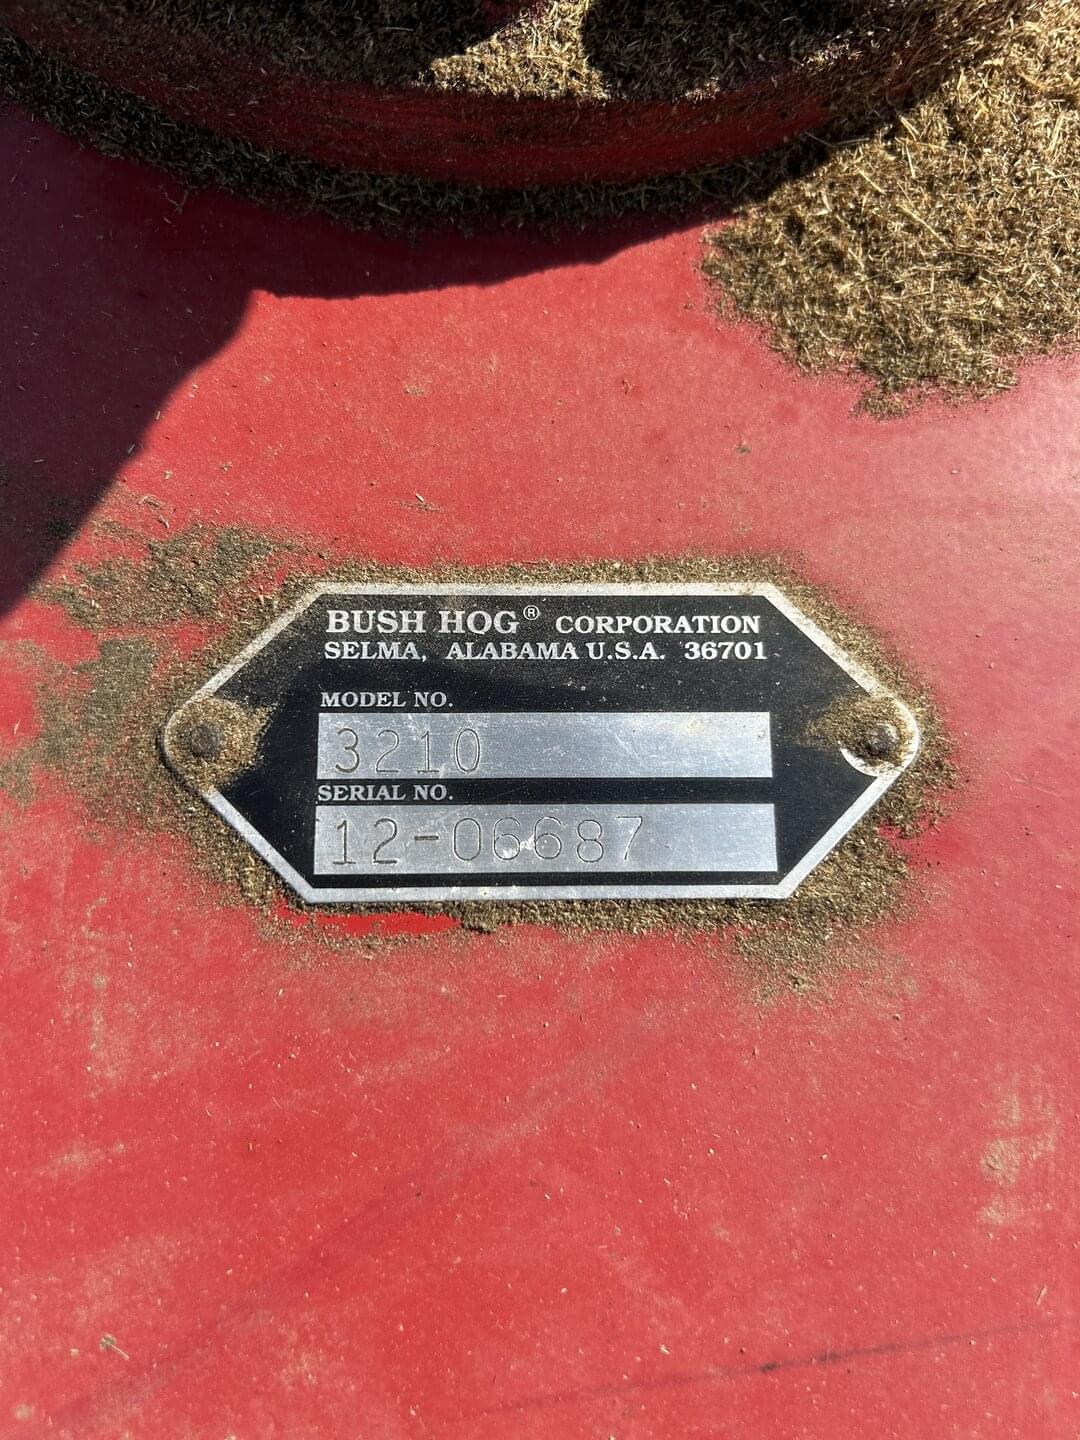 BUSH HOG® CORPORATION
SELMA, ALABAMA U.S.A. 36701
MODEL NO.
3210
SERIAL NO.
12-06687